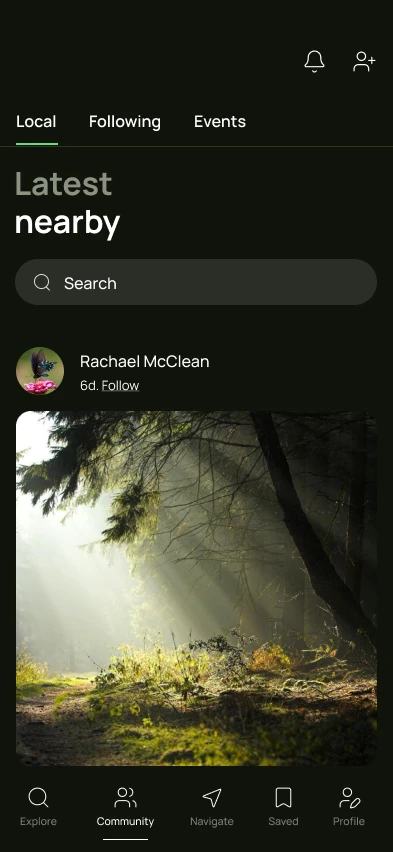 Local Following Events
Latest
nearby
Search
Rachael McClean
6d. Follow
Explore Community Navigate Saved Profile